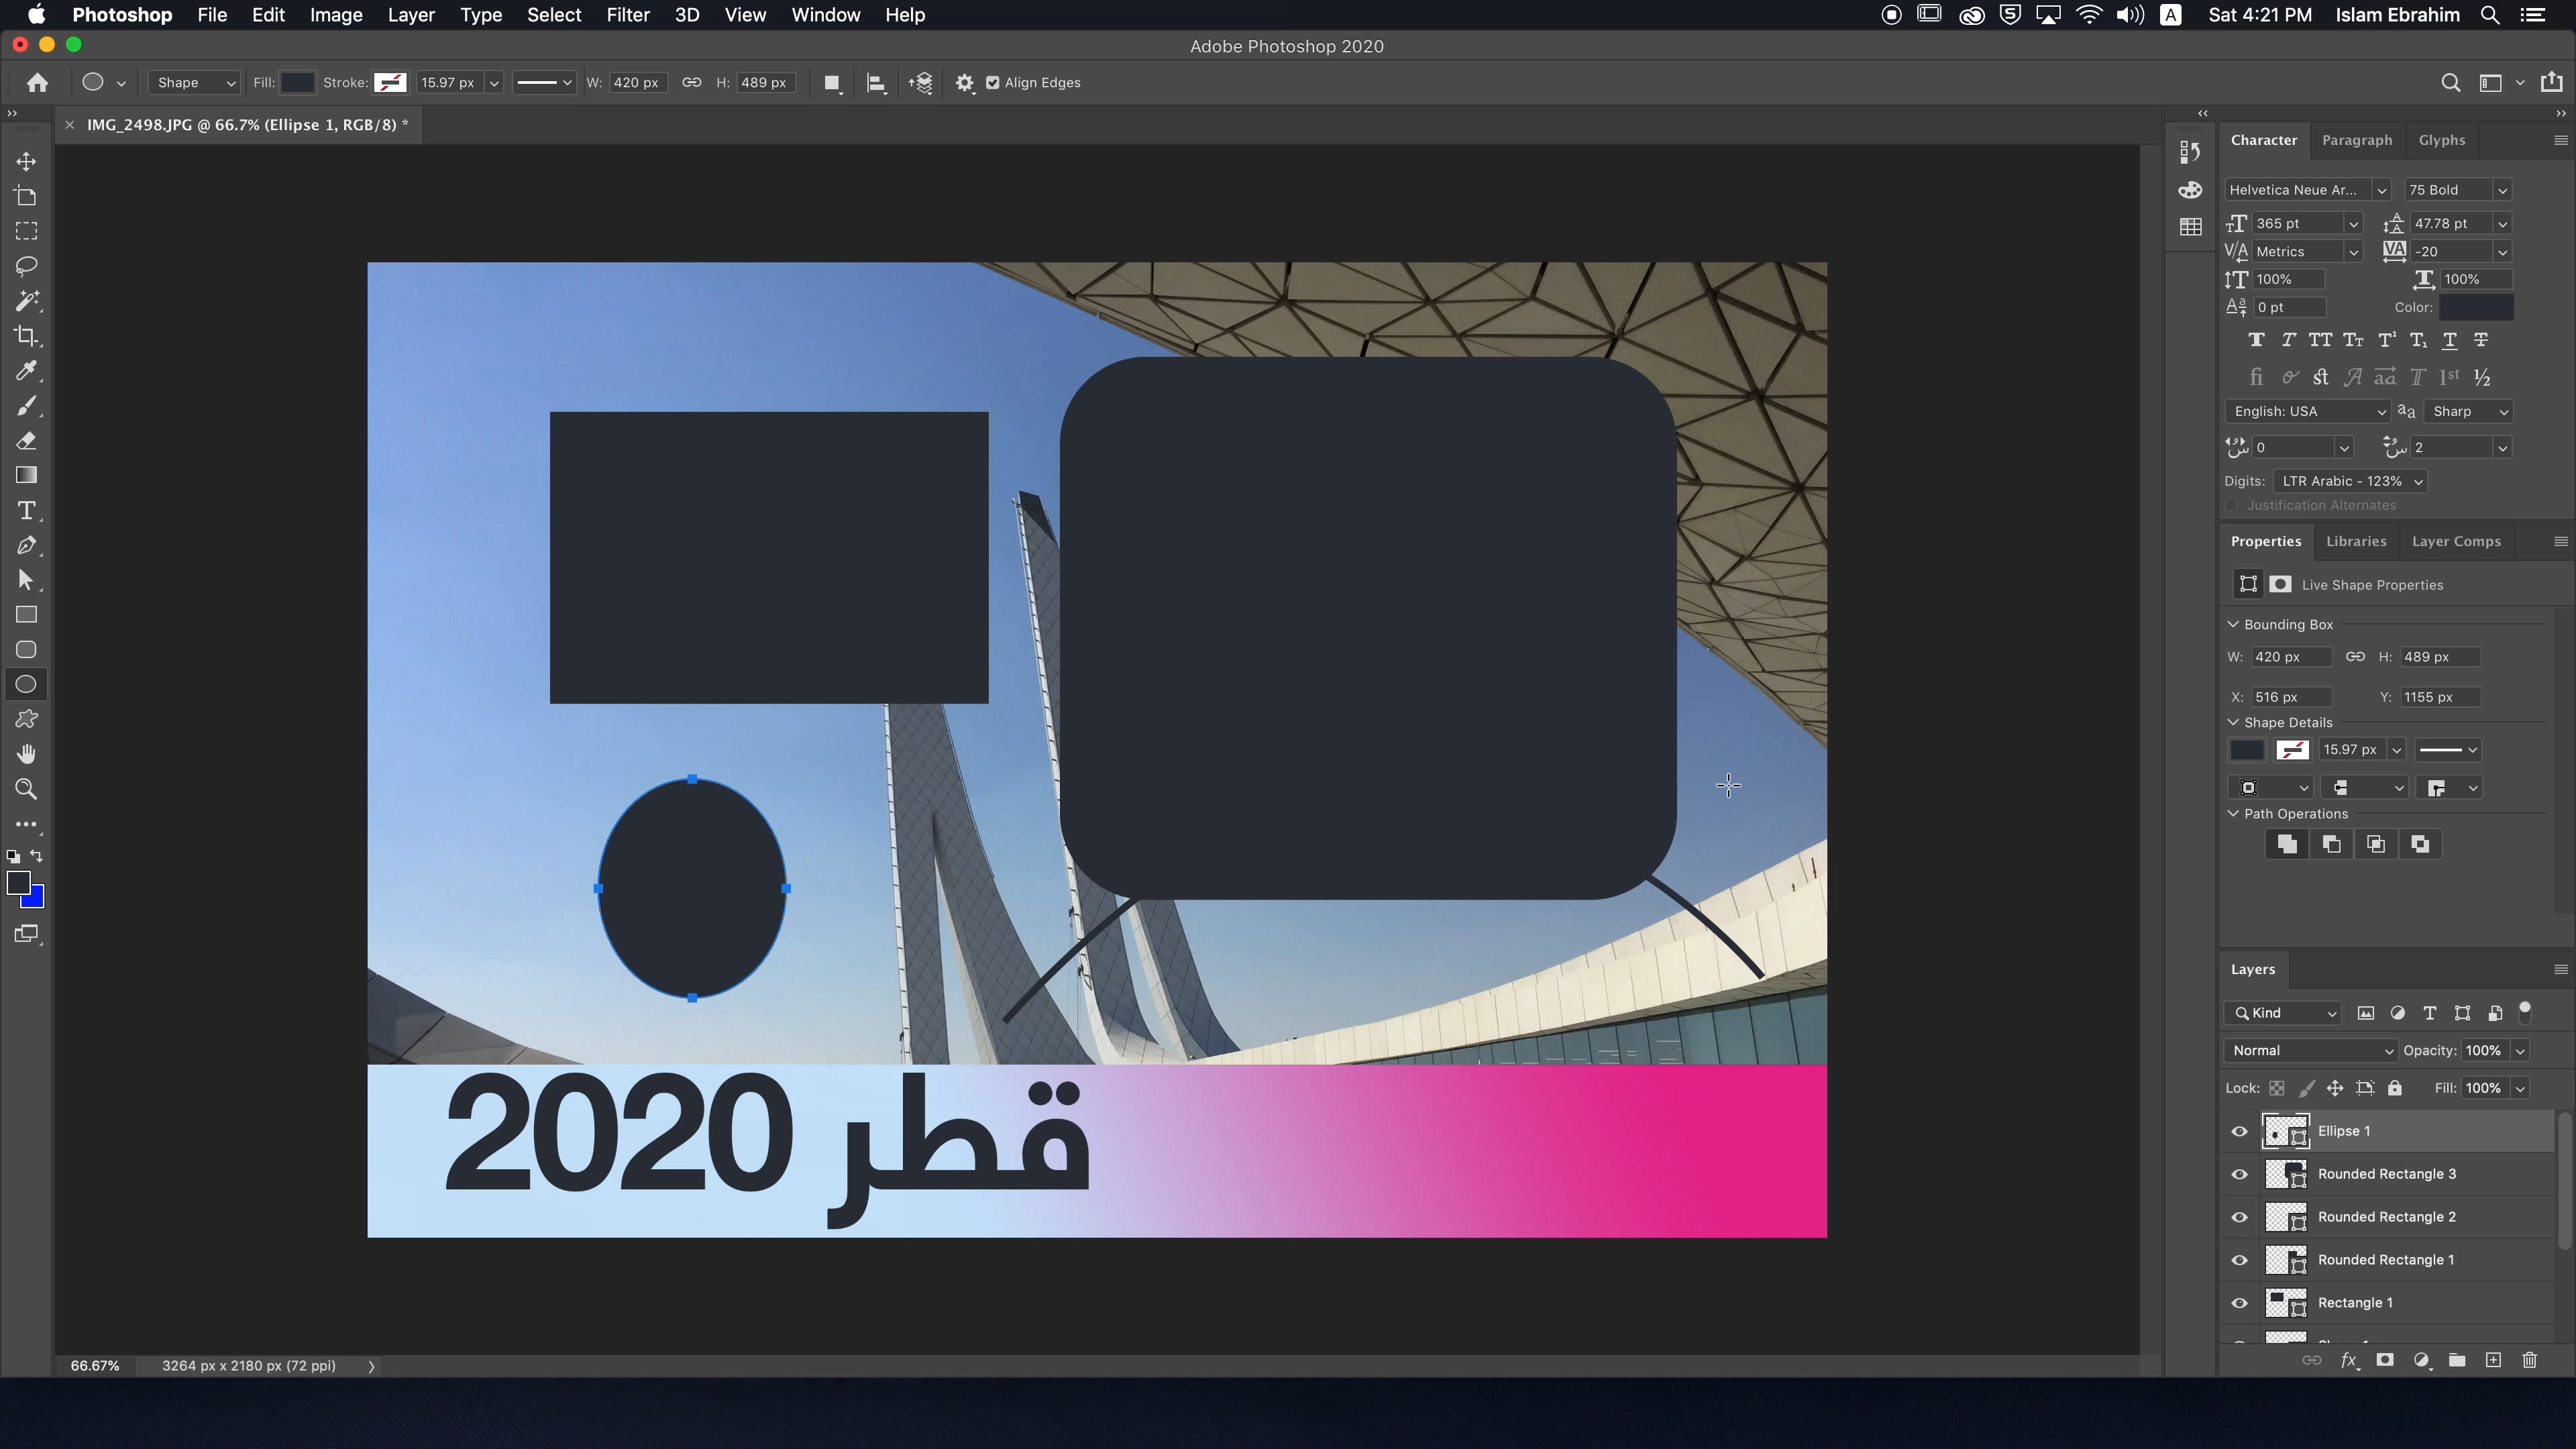 Photoshop File Edit Image Layer Type Select Filter 3D View Window Help A Sat 4:21 PM Islam Ebrahim
Adobe Photoshop 2020
Shape Fill: Stroke: 15.97 px W: 420 px H: 489 px Align Edges
IMG_2498.JPG @ 66.7% (Ellipse 1, RGB/8) *
Character Paragraph Glyphs
Helvetica Neue Ar... 75 Bold
365 pt 47.78 pt
Metrics -20
100% 100%
0 pt Color:
English: USA Sharp
0 2
Digits: LTR Arabic - 123%
Justification Alternates
Properties Libraries Layer Comps
Live Shape Properties
Bounding Box
W: 420 px H: 489 px
X: 516 px Y: 1155 px
Shape Details
15.97 px
Path Operations
Layers
Kind
Normal Opacity: 100%
Lock: Fill: 100%
Ellipse 1
Rounded Rectangle 3
Rounded Rectangle 2
Rounded Rectangle 1
Rectangle 1
قطر 2020
66.67% 3264 px x 2180 px (72 ppi)